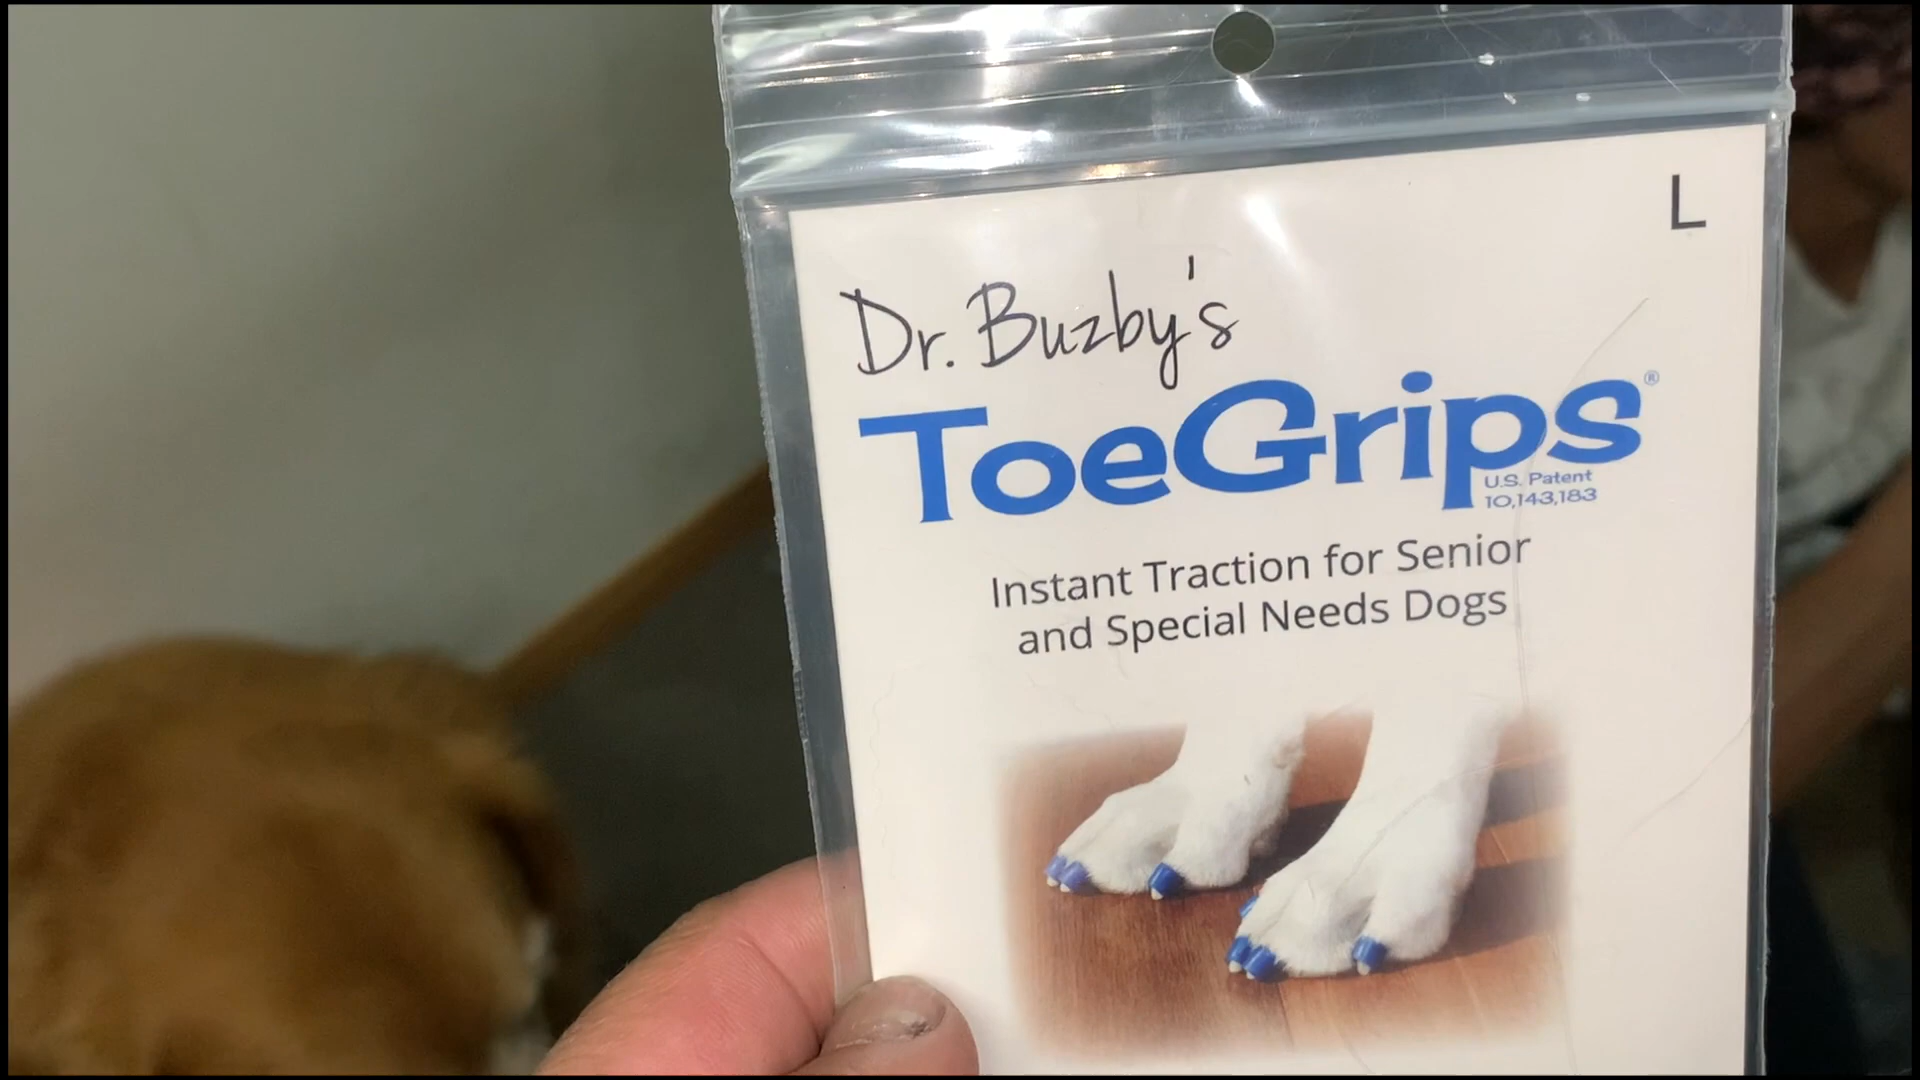 L
Dr. Buzby's
ToeGrips®
U.S. Patent
10,143,183
Instant Traction for Senior
and Special Needs Dogs